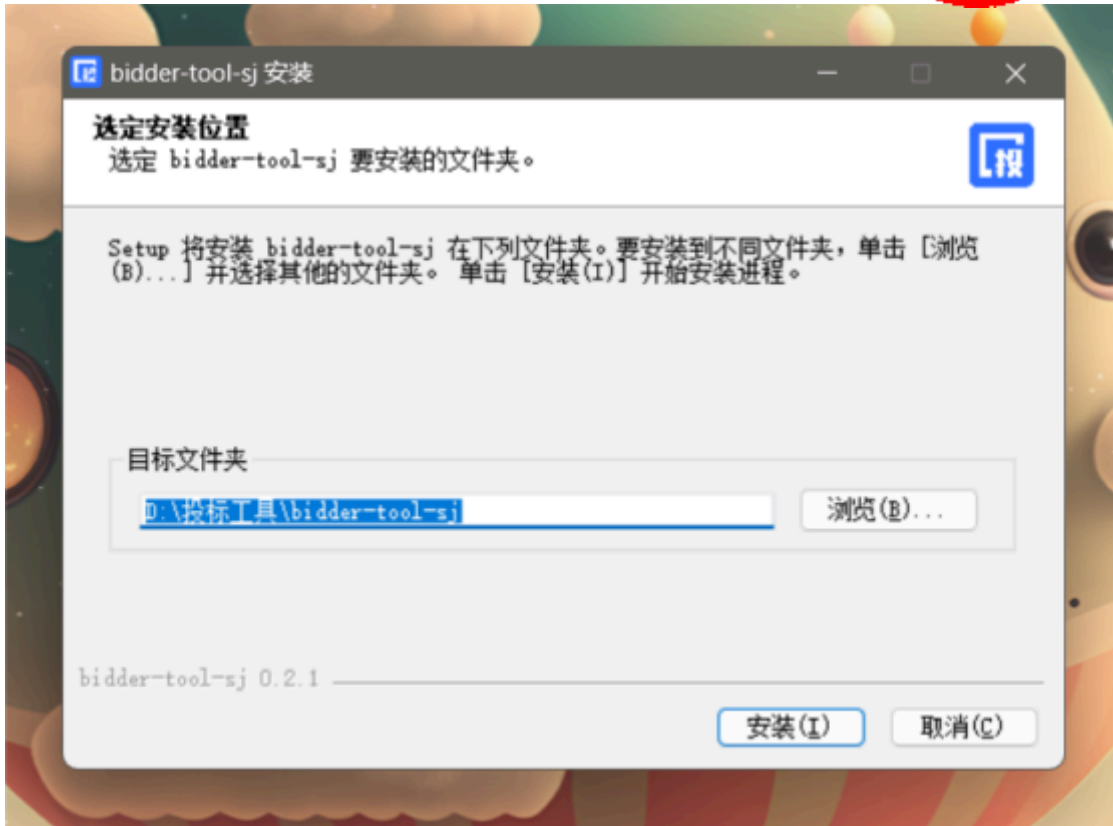 bidder-tool-sj 安装
选定安装位置
选定 bidder-tool-sj 要安装的文件夹。
投
Setup 将安装 bidder-tool-sj 在下列文件夹。要安装到不同文件夹，单击 [浏览
(B)...] 并选择其他的文件夹。 单击 [安装(I)] 开始安装进程。
目标文件夹
D:\投标工具\bidder-tool-sj
浏览(B)...
bidder-tool-sj 0.2.1
安装(I)
取消(C)